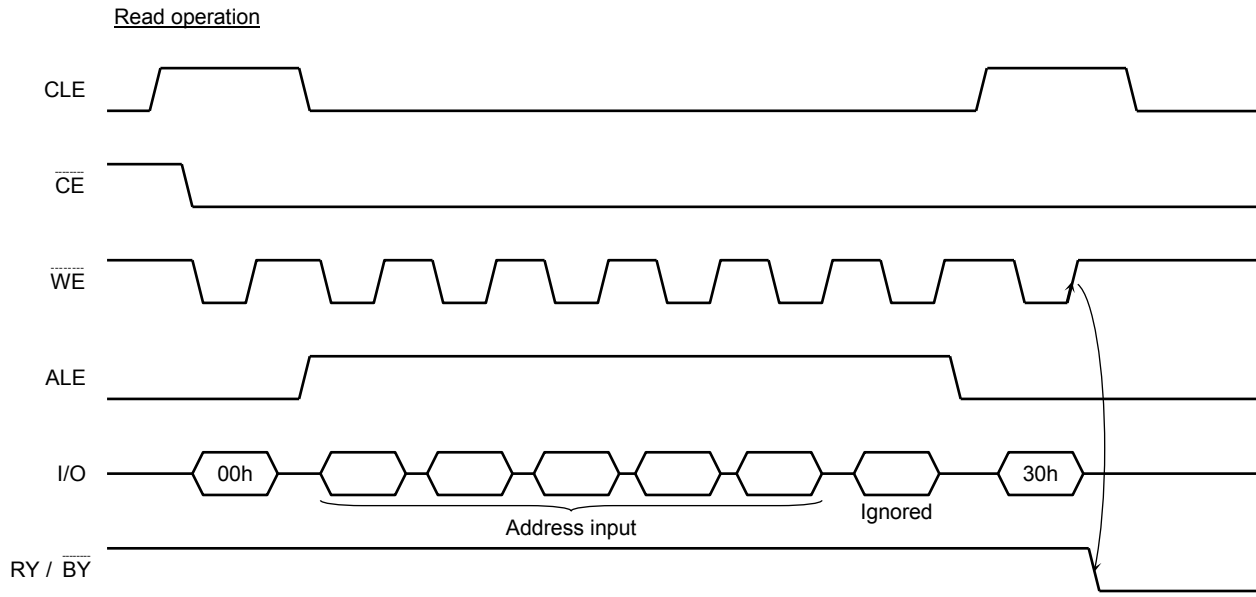 Read operation
CLE
CE
WE
ALE
I/O
00h
30h
Ignored
Address input
RY / BY